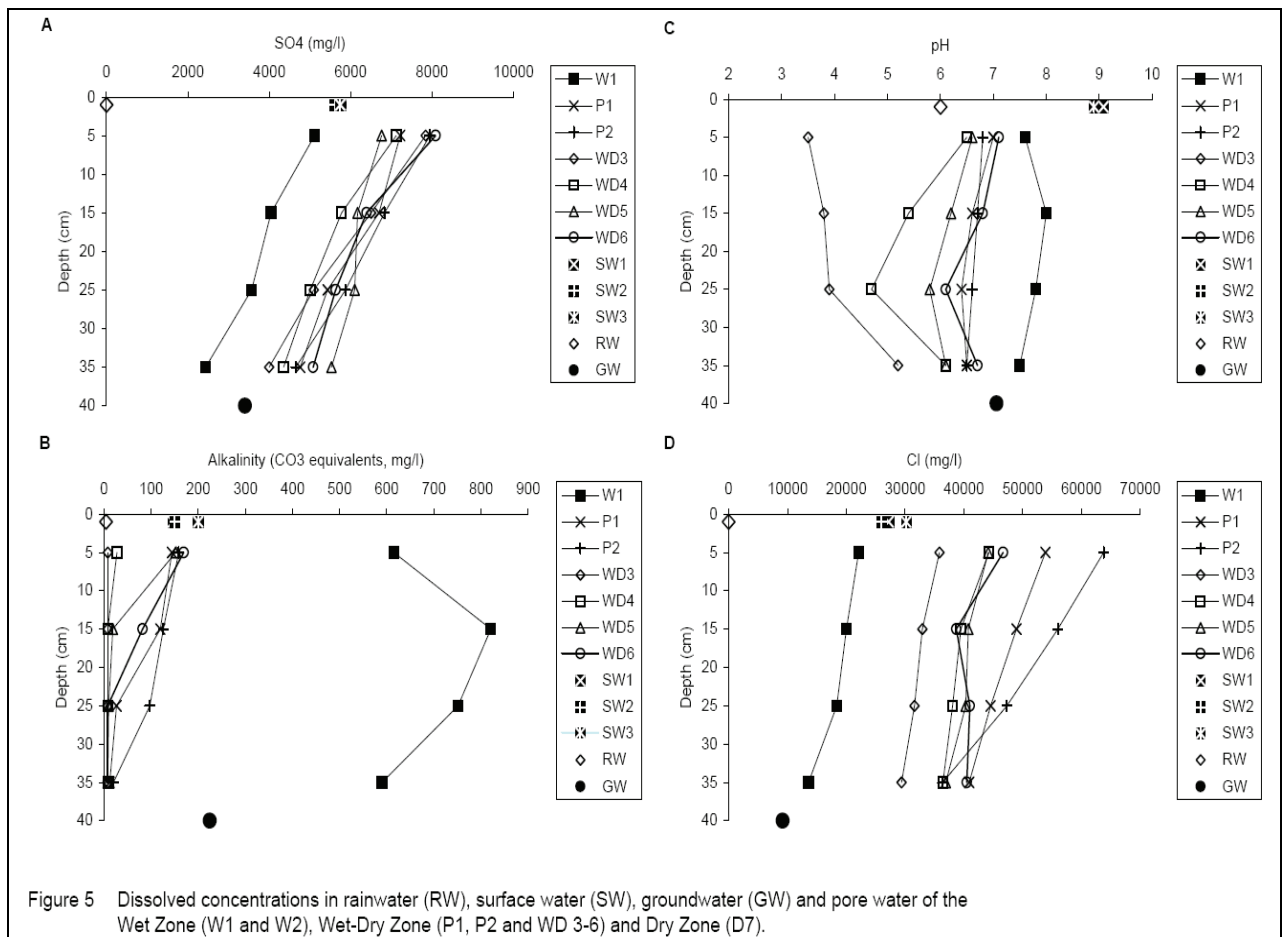 A
SO4 (mg/l)
0 2000 4000 6000 8000 10000
0
5
10
15
20
25
30
35
40
Depth (cm)
W1
P1
P2
WD3
WD4
WD5
WD6
SW1
SW2
SW3
RW
GW
C
pH
2 3 4 5 6 7 8 9 10
0
5
10
15
20
25
30
35
40
Depth (cm)
W1
P1
P2
WD3
WD4
WD5
WD6
SW1
SW2
SW3
RW
GW
B
Alkalinity (CO3 equivalents, mg/l)
0 100 200 300 400 500 600 700 800 900
0
5
10
15
20
25
30
35
40
Depth (cm)
W1
P1
P2
WD3
WD4
WD5
WD6
SW1
SW2
SW3
RW
GW
D
Cl (mg/l)
0 10000 20000 30000 40000 50000 60000 70000
0
5
10
15
20
25
30
35
40
Depth (cm)
W1
P1
P2
WD3
WD4
WD5
WD6
SW1
SW2
SW3
RW
GW
Figure 5 Dissolved concentrations in rainwater (RW), surface water (SW), groundwater (GW) and pore water of the
Wet Zone (W1 and W2), Wet-Dry Zone (P1, P2 and WD 3-6) and Dry Zone (D7).